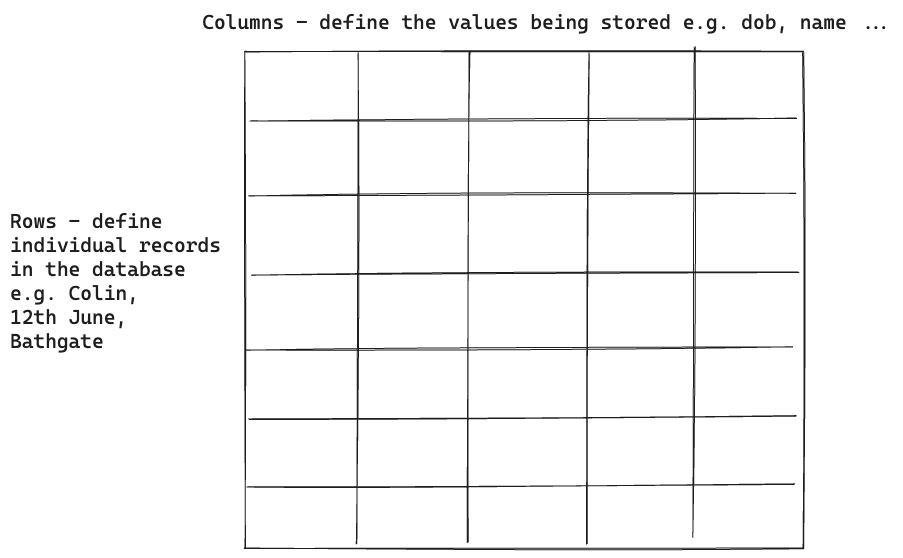 Columns – define the values being stored e.g. dob, name ...
Rows – define
individual records
in the database
e.g. Colin,
12th June,
Bathgate